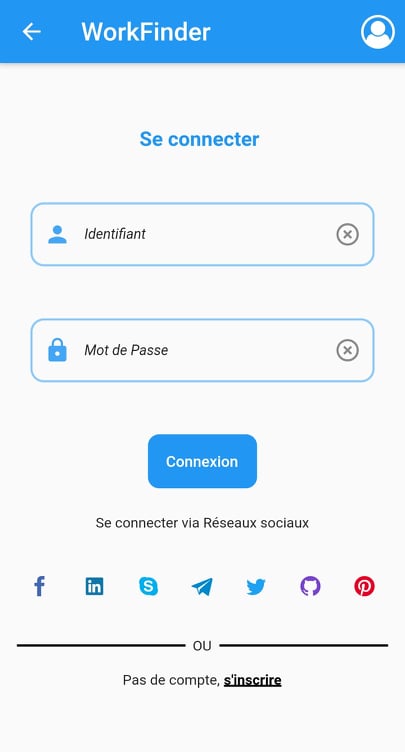 WorkFinder
Se connecter
Identifiant
Mot de Passe
Connexion
Se connecter via Réseaux sociaux
OU
Pas de compte, s'inscrire